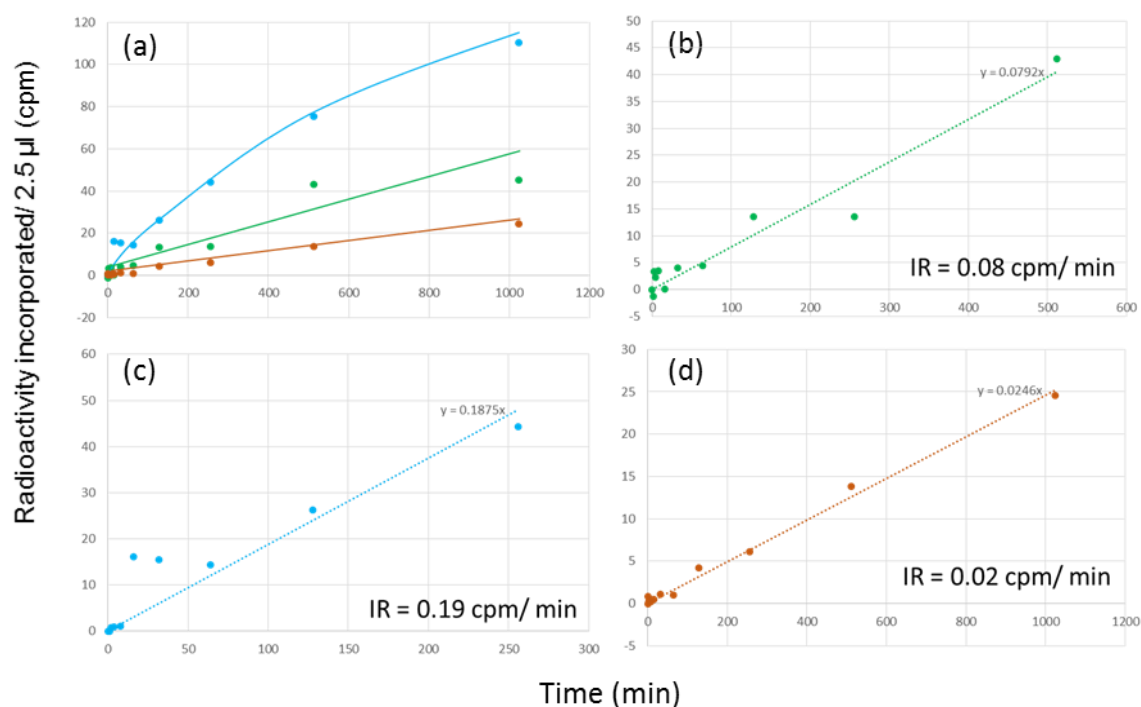 Radioactivity incorporated/ 2.5 µl (cpm)
(a)
120
100
80
60
40
20
0
-20
0 200 400 600 800 1000 1200
(b)
50
45
40
35
30
25
20
15
10
5
0
-5
y = 0.0792x
IR = 0.08 cpm/ min
0 100 200 300 400 500 600
(c)
60
50
40
30
20
10
0
y = 0.1875x
IR = 0.19 cpm/ min
0 50 100 150 200 250 300
(d)
30
25
20
15
10
5
0
-5
y = 0.0246x
IR = 0.02 cpm/ min
0 200 400 600 800 1000 1200
Time (min)